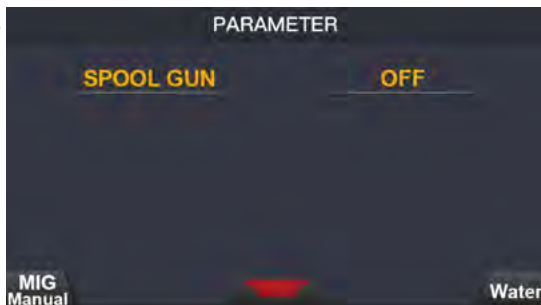 PARAMETER
SPOOL GUN OFF
MIG
Manual
Water